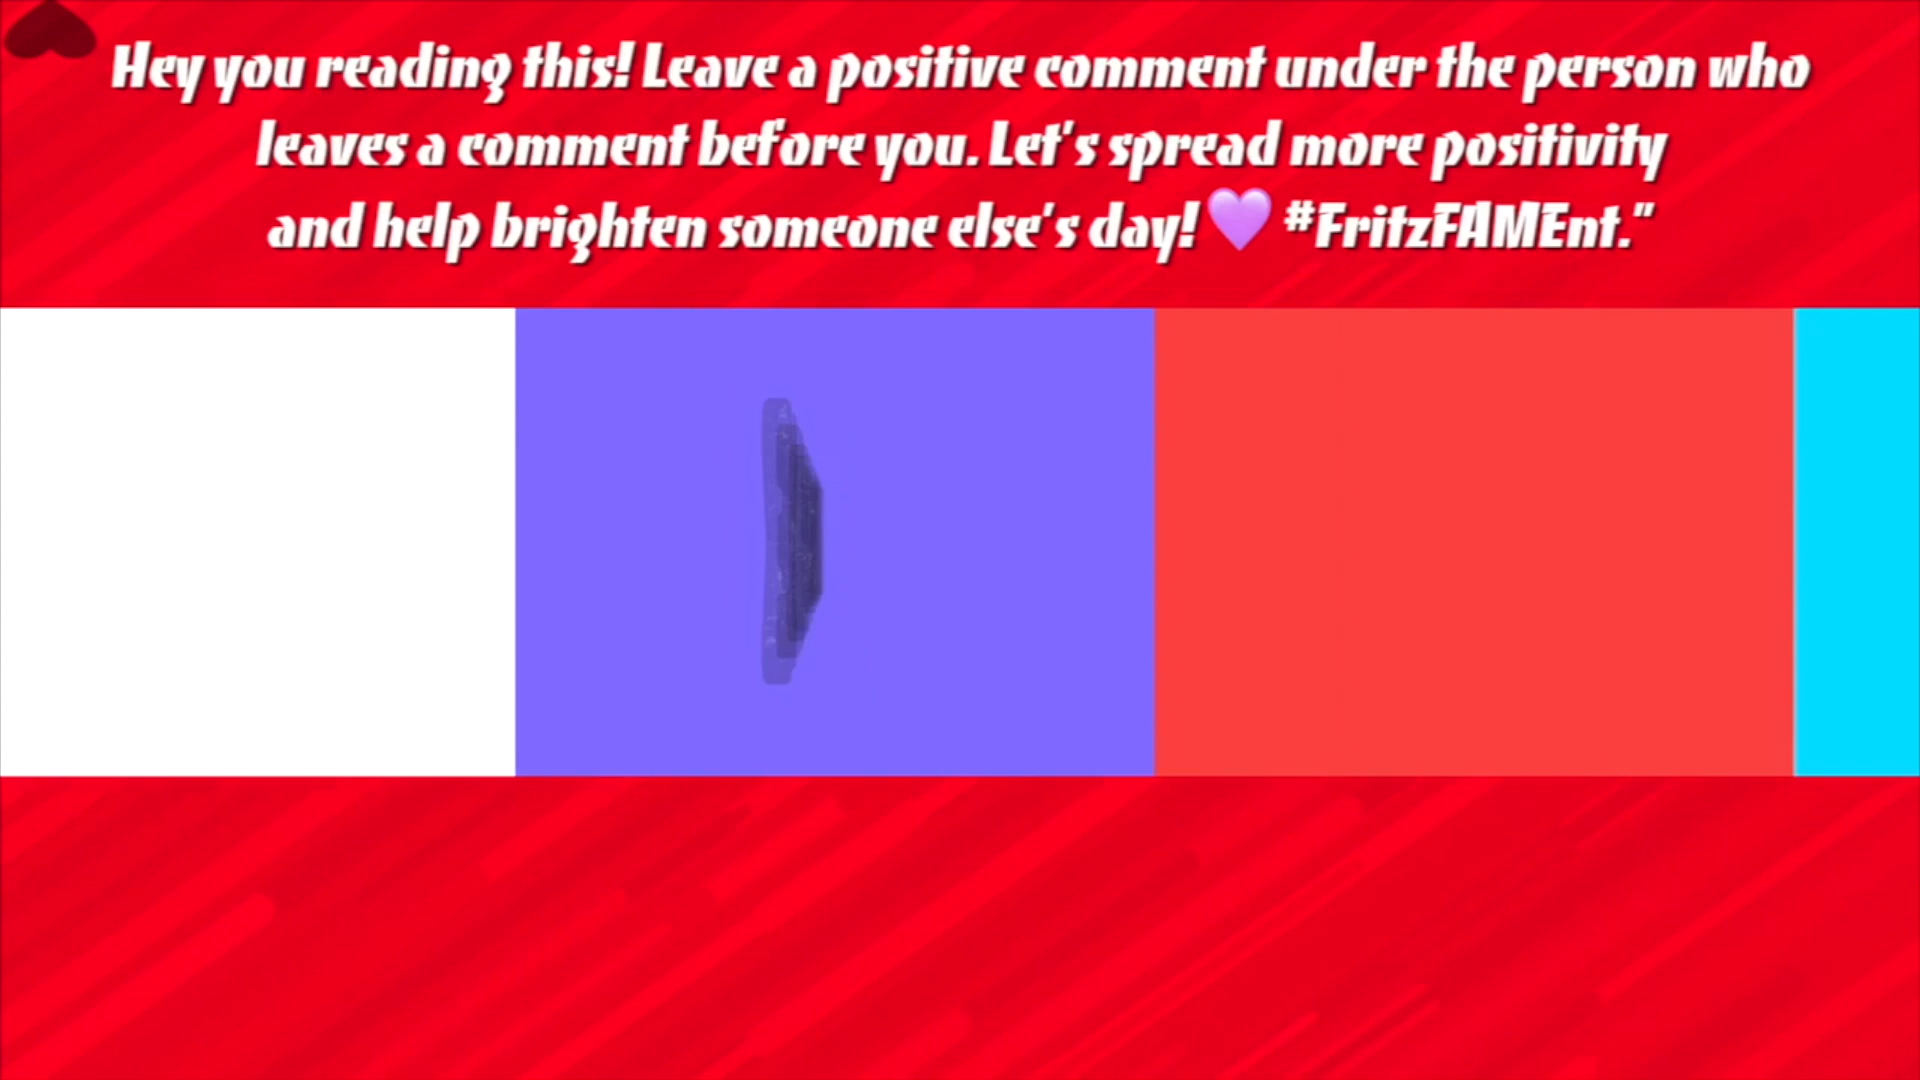 Hey you reading this! Leave a positive comment under the person who
leaves a comment before you. Let's spread more positivity
and help brighten someone else's day! 💜 #FritzFAMEnt."